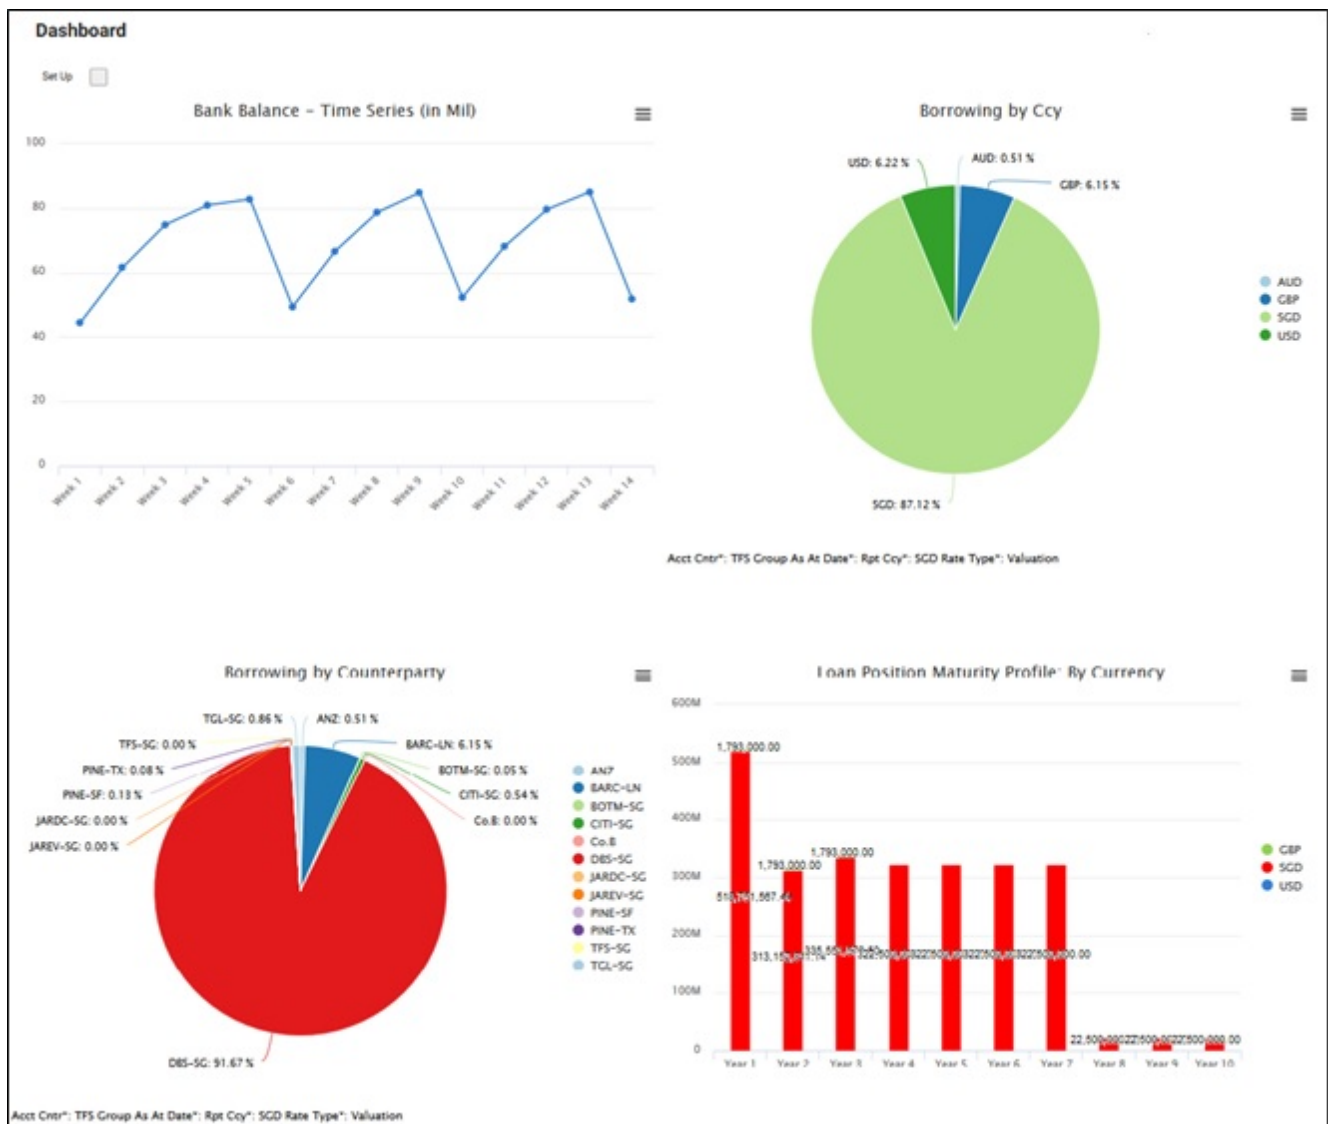 Dashboard
Set Up
Bank Balance - Time Series (in Mil)
100
80
60
40
20
0
Week 1
Week 2
Week 3
Week 4
Week 5
Week 6
Week 7
Week 8
Week 9
Week 10
Week 11
Week 12
Week 13
Week 14
Borrowing by Ccy
USD: 6.22 %
AUD: 0.51 %
GBP: 6.15 %
SGD: 87.12 %
AUD
GBP
SGD
USD
Acct Cntr*: TFS Group As At Date*: Rpt Ccy*: SGD Rate Type*: Valuation
Borrowing by Counterparty
TGL-SG: 0.86 %
ANZ: 0.51 %
TFS-SG: 0.00 %
BARC-LN: 6.15 %
PINE-TX: 0.08 %
BOTM-SG: 0.05 %
PINE-SF: 0.13 %
CITI-SG: 0.54 %
JARDC-SG: 0.00 %
Co.B: 0.00 %
JAREV-SG: 0.00 %
DBS-SG: 91.67 %
ANZ
BARC-LN
BOTM-SG
CITI-SG
Co.B
DBS-SG
JARDC-SG
JAREV-SG
PINE-SF
PINE-TX
TFS-SG
TGL-SG
Acct Cntr*: TFS Group As At Date*: Rpt Ccy*: SGD Rate Type*: Valuation
Loan Position Maturity Profile: By Currency
600M
500M
400M
300M
200M
100M
0
1,793,000.00
1,793,000.00
1,793,000.00
Year 1
Year 2
Year 3
Year 4
Year 5
Year 6
Year 7
Year 8
Year 9
Year 10
GBP
SGD
USD